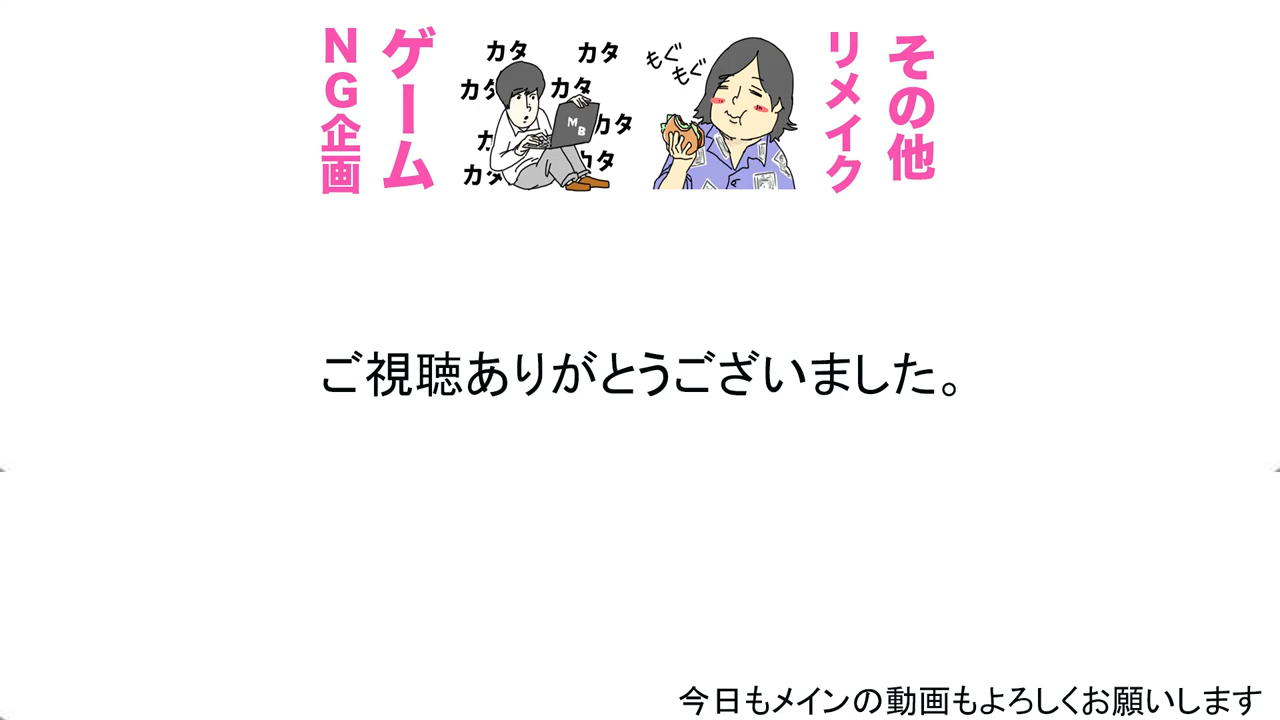 ゲーム
NG企画
カタ
カタ
カタ
カタ
カタ
カタ
カタ
カタ
MB
もぐ
もぐ
その他
リメイク
ご視聴ありがとうございました。
今日もメインの動画もよろしくお願いします